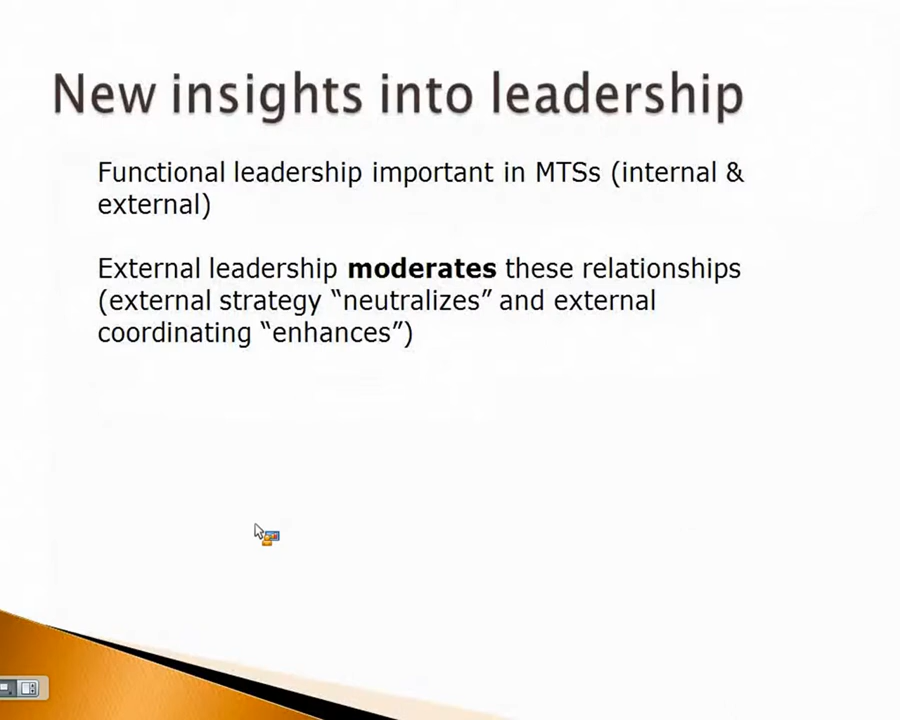 New insights into leadership
Functional leadership important in MTSs (internal &
external)
External leadership moderates these relationships
(external strategy “neutralizes” and external
coordinating “enhances”)